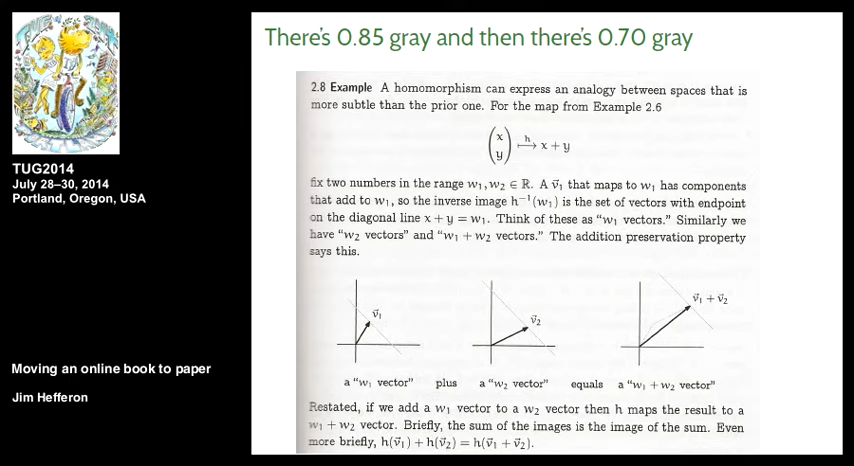 There's 0.85 gray and then there's 0.70 gray
TUG2014
July 28–30, 2014
Portland, Oregon, USA
Moving an online book to paper
Jim Hefferon
2.8 Example A homomorphism can express an analogy between spaces that is
more subtle than the prior one. For the map from Example 2.6
(x y) ⟼ʰ x + y
fix two numbers in the range w₁, w₂ ∈ ℝ. A v⃗₁ that maps to w₁ has components
that add to w₁, so the inverse image h⁻¹(w₁) is the set of vectors with endpoint
on the diagonal line x + y = w₁. Think of these as “w₁ vectors.” Similarly we
have “w₂ vectors” and “w₁ + w₂ vectors.” The addition preservation property
says this.
v⃗₁
v⃗₂
v⃗₁ + v⃗₂
a “w₁ vector” plus a “w₂ vector” equals a “w₁ + w₂ vector”
Restated, if we add a w₁ vector to a w₂ vector then h maps the result to a
w₁ + w₂ vector. Briefly, the sum of the images is the image of the sum. Even
more briefly, h(v⃗₁) + h(v⃗₂) = h(v⃗₁ + v⃗₂).